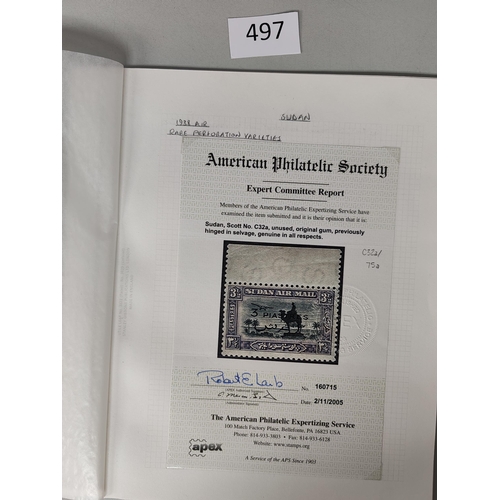 497
SUDAN
1938 AIR
RARE PERFORATION VARIETIES
American Philatelic Society
Expert Committee Report
Members of the American Philatelic Expertizing Service have
examined the item submitted and it is their opinion that it is:
Sudan, Scott No. C32a, unused, original gum, previously
hinged in selvage, genuine in all respects.
C32a/
75a
SUDAN AIR MAIL
3
PIASTRES
Robert E. Lamb
No. 160715
Date: 2/11/2005
The American Philatelic Expertizing Service
100 Match Factory Place, Bellefonte, PA 16823 USA
Phone: 814-933-3803 • Fax: 814-933-6128
Website: www.stamps.org
apex
A Service of the APS Since 1903